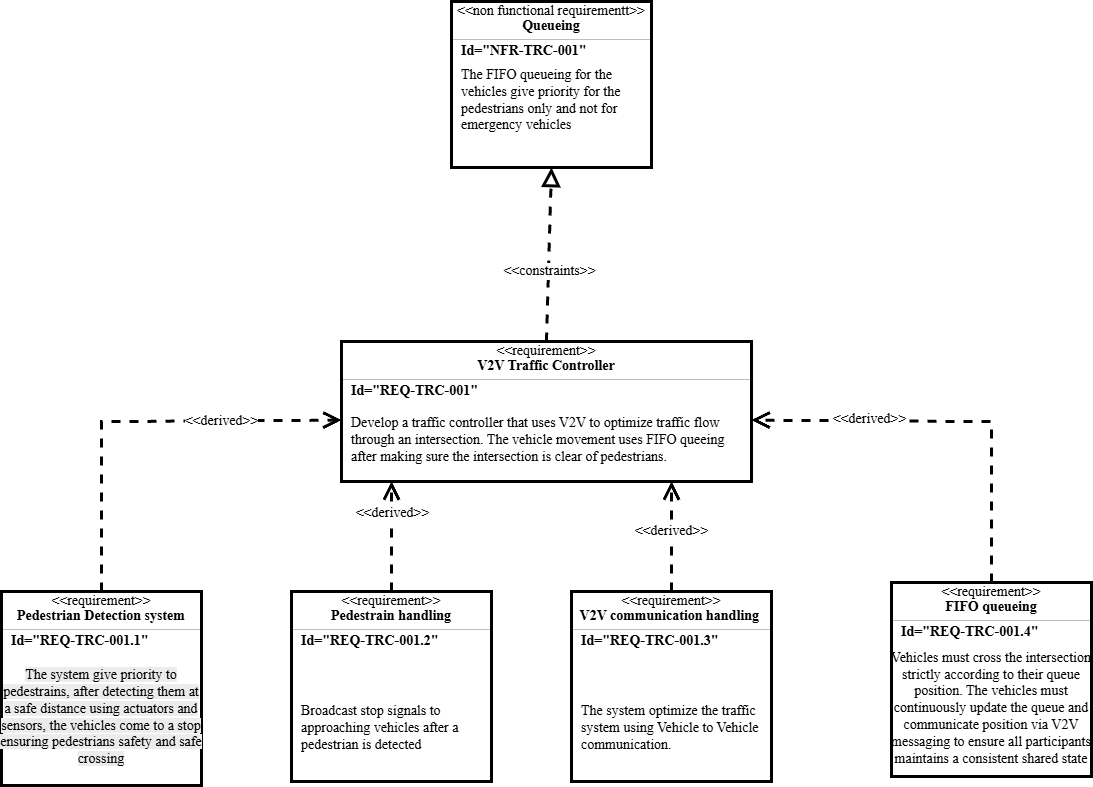 <<non functional requirementt>>
Queueing
Id="NFR-TRC-001"
The FIFO queueing for the
vehicles give priority for the
pedestrians only and not for
emergency vehicles
<<constraints>>
<<requirement>>
V2V Traffic Controller
Id="REQ-TRC-001"
Develop a traffic controller that uses V2V to optimize traffic flow
through an intersection. The vehicle movement uses FIFO queing
after making sure the intersection is clear of pedestrians.
<<derived>>
<<derived>>
<<derived>>
<<derived>>
<<requirement>>
Pedestrian Detection system
Id="REQ-TRC-001.1"
The system give priority to
pedestrains, after detecting them at
a safe distance using actuators and
sensors, the vehicles come to a stop
ensuring pedestrians safety and safe
crossing
<<requirement>>
Pedestrain handling
Id="REQ-TRC-001.2"
Broadcast stop signals to
approaching vehicles after a
pedestrian is detected
<<requirement>>
V2V communication handling
Id="REQ-TRC-001.3"
The system optimize the traffic
system using Vehicle to Vehicle
communication.
<<requirement>>
FIFO queueing
Id="REQ-TRC-001.4"
Vehicles must cross the intersection
strictly according to their queue
position. The vehicles must
continuously update the queue and
communicate position via V2V
messaging to ensure all participants
maintains a consistent shared state